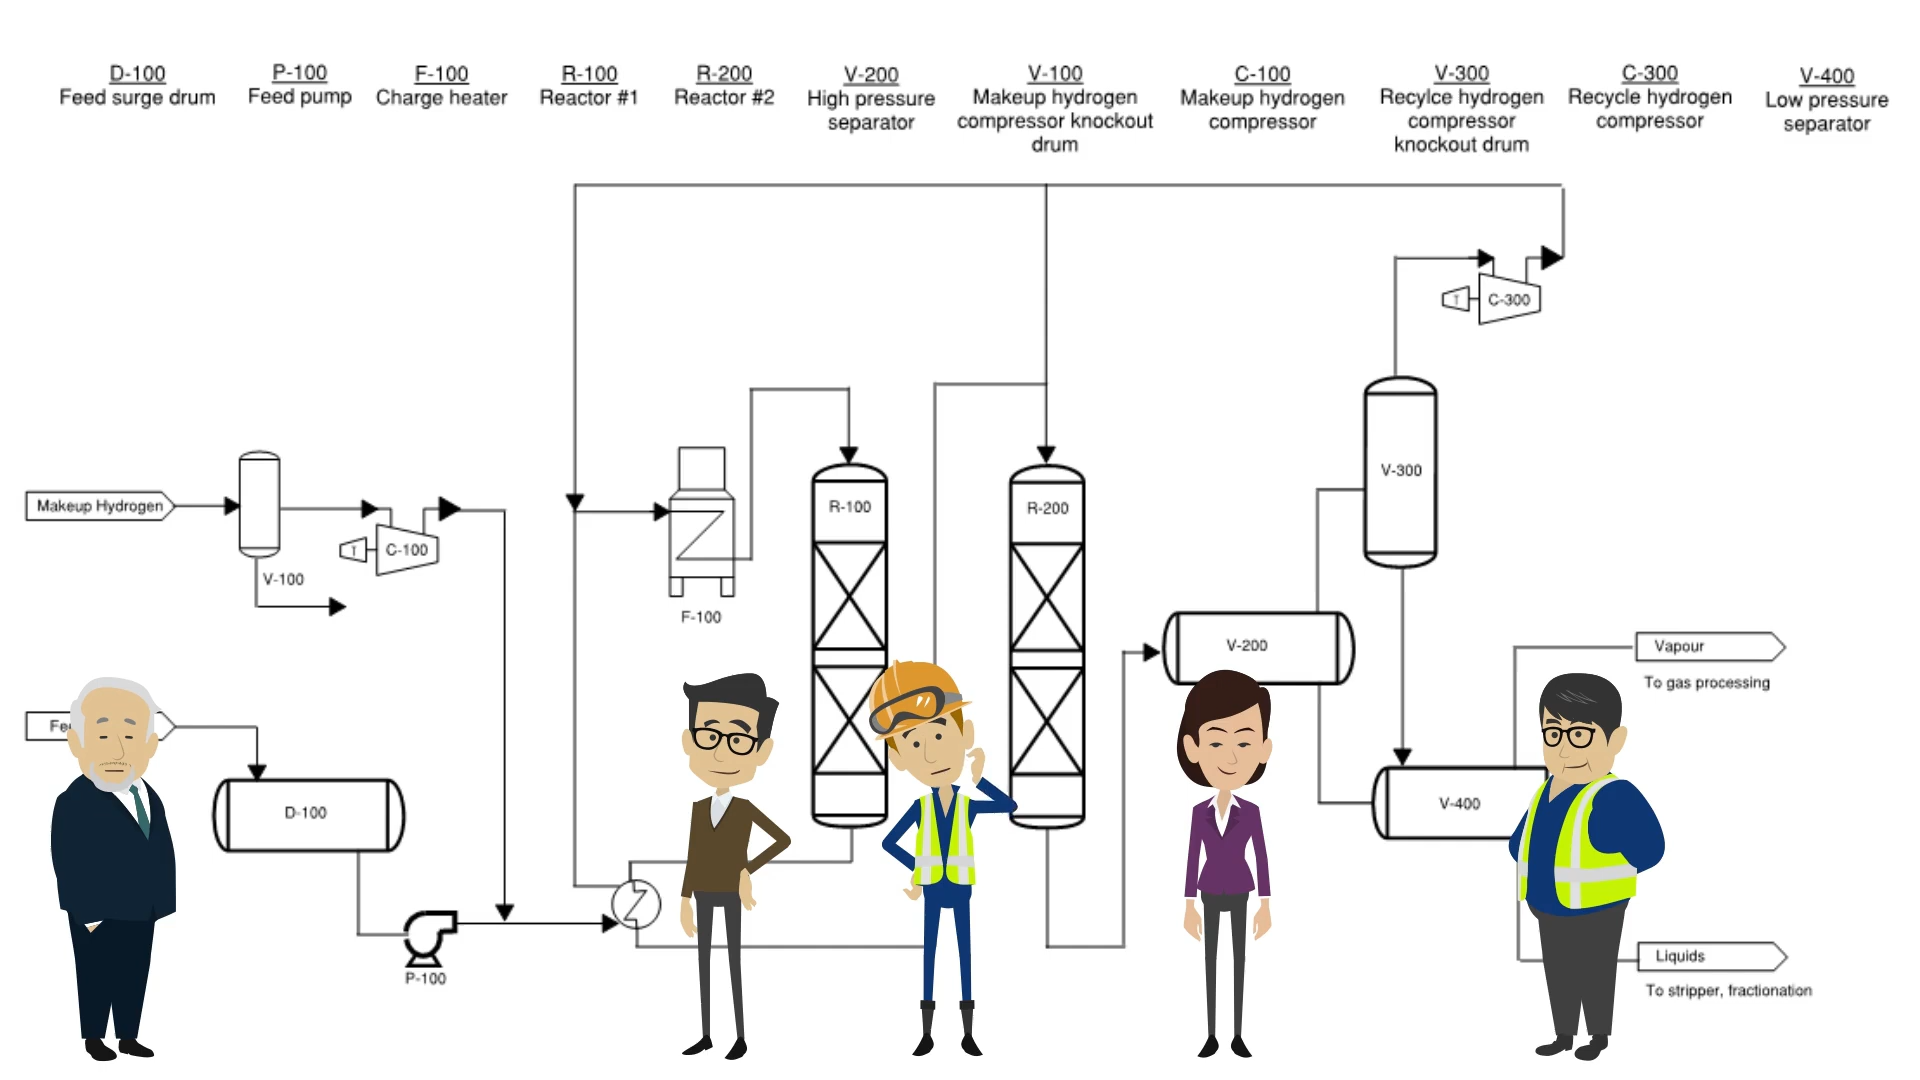 D-100
Feed surge drum
P-100
Feed pump
F-100
Charge heater
R-100
Reactor #1
R-200
Reactor #2
V-200
High pressure
separator
V-100
Makeup hydrogen
compressor knockout
drum
C-100
Makeup hydrogen
compressor
V-300
Recylce hydrogen
compressor
knockout drum
C-300
Recycle hydrogen
compressor
V-400
Low pressure
separator
T
C-300
V-300
Makeup Hydrogen
R-100
R-200
T
C-100
V-100
F-100
V-200
Vapour
To gas processing
D-100
V-400
P-100
Liquids
To stripper, fractionation